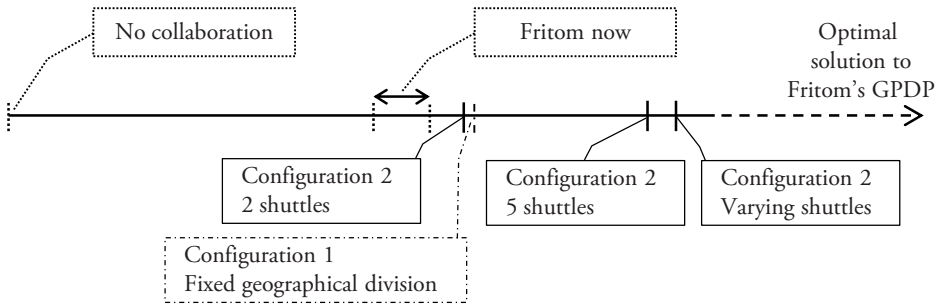 No collaboration
Fritom now
Optimal
solution to
Fritom's GPDP
Configuration 2
2 shuttles
Configuration 2
5 shuttles
Configuration 2
Varying shuttles
Configuration 1
Fixed geographical division